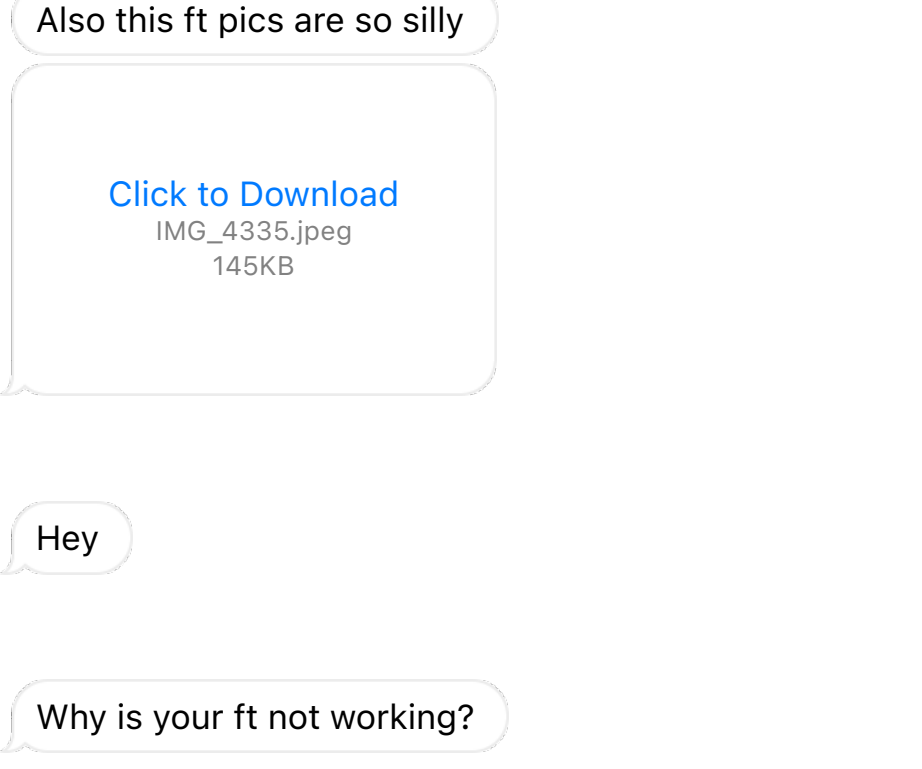 Also this ft pics are so silly
Click to Download
IMG_4335.jpeg
145KB
Hey
Why is your ft not working?